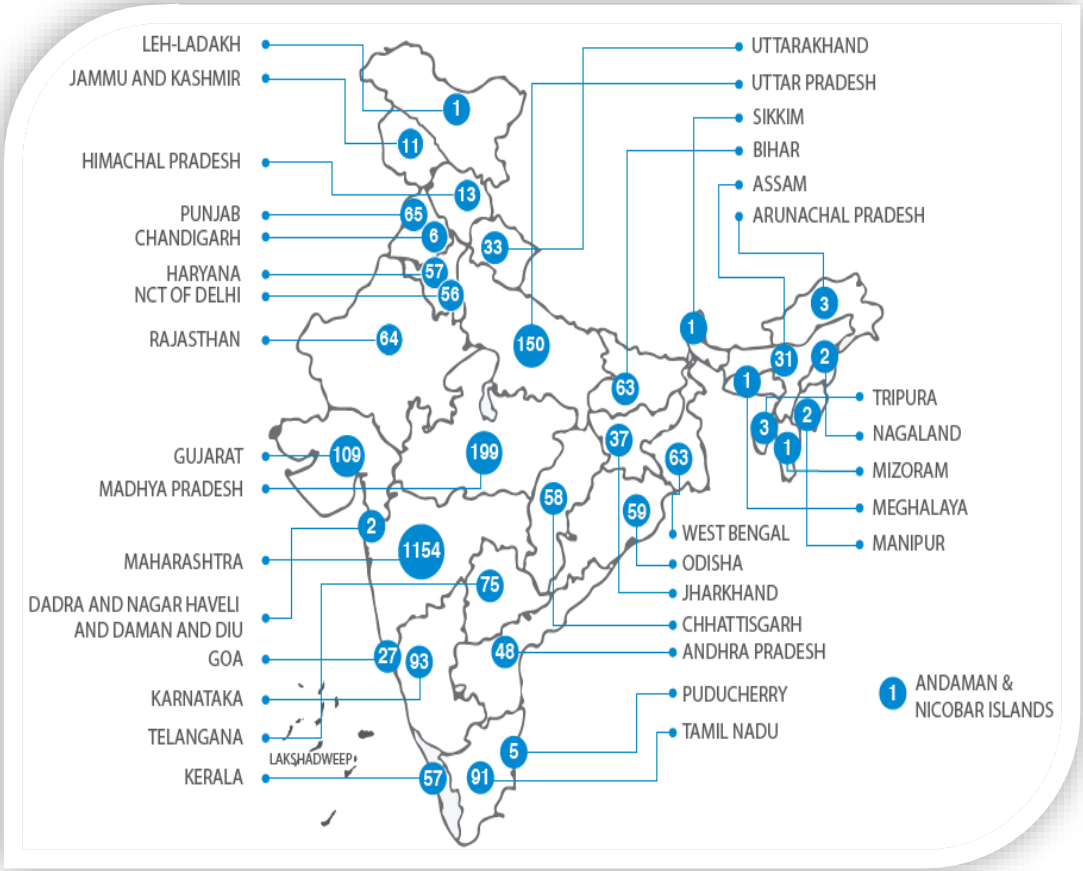 LEH-LADAKH
JAMMU AND KASHMIR
HIMACHAL PRADESH
PUNJAB
CHANDIGARH
HARYANA
NCT OF DELHI
RAJASTHAN
GUJARAT
MADHYA PRADESH
MAHARASHTRA
DADRA AND NAGAR HAVELI
AND DAMAN AND DIU
GOA
KARNATAKA
TELANGANA
LAKSHADWEEP
KERALA
1
11
13
65
6
33
57
56
64
150
109
199
2
1154
75
27
93
48
5
57
91
63
37
63
58
59
1
3
31
2
1
2
3
1
UTTARAKHAND
UTTAR PRADESH
SIKKIM
BIHAR
ASSAM
ARUNACHAL PRADESH
TRIPURA
NAGALAND
MIZORAM
MEGHALAYA
MANIPUR
WEST BENGAL
ODISHA
JHARKHAND
CHHATTISGARH
ANDHRA PRADESH
PUDUCHERRY
TAMIL NADU
1
ANDAMAN &
NICOBAR ISLANDS